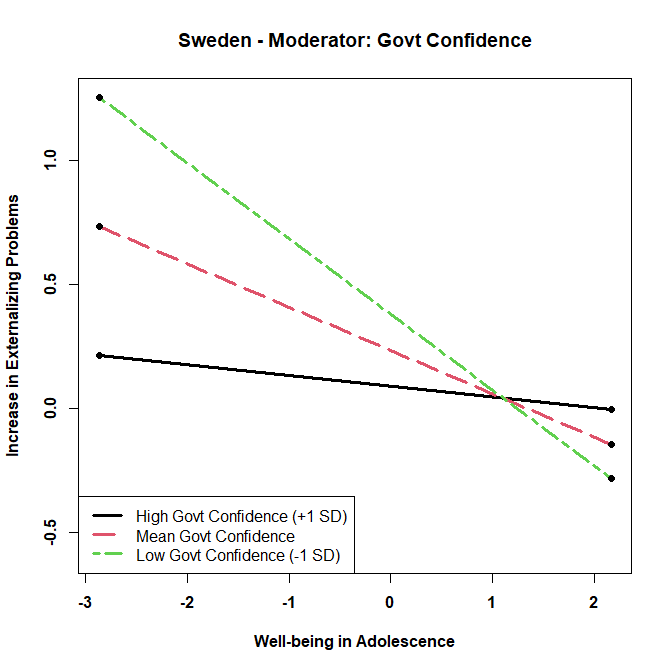 Sweden - Moderator: Govt Confidence
Increase in Externalizing Problems
1.0
0.5
0.0
-0.5
High Govt Confidence (+1 SD)
Mean Govt Confidence
Low Govt Confidence (-1 SD)
-3 -2 -1 0 1 2
Well-being in Adolescence